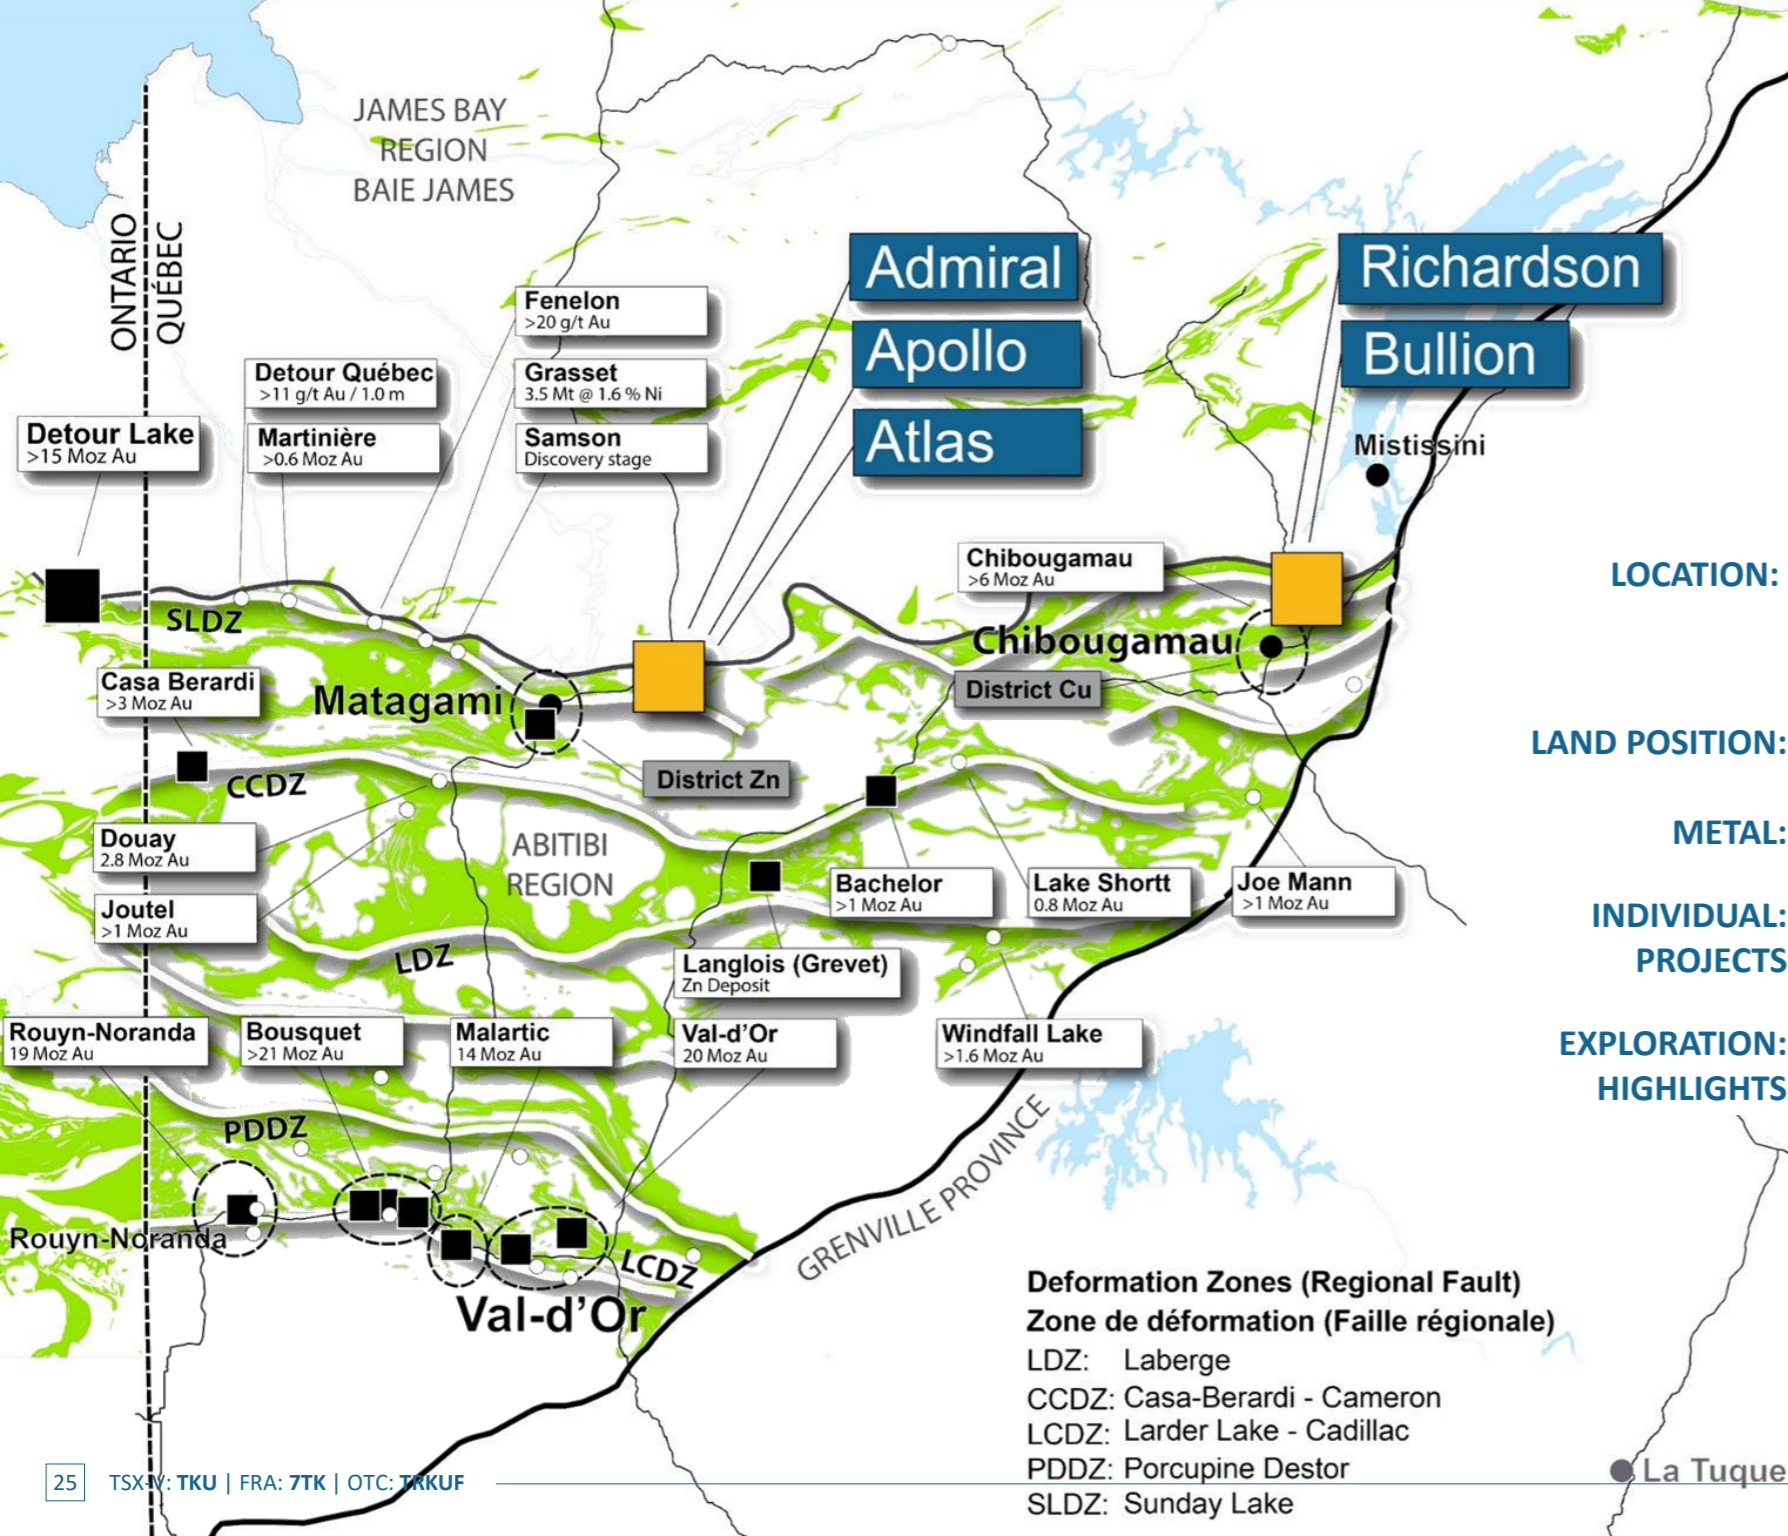 JAMES BAY
REGION
BAIE JAMES
ONTARIO
QUÉBEC
Admiral
Apollo
Atlas
Richardson
Bullion
Fenelon
>20 g/t Au
Grasset
3.5 Mt @ 1.6 % Ni
Samson
Discovery stage
Detour Québec
>11 g/t Au / 1.0 m
Martinière
>0.6 Moz Au
Detour Lake
>15 Moz Au
Mistissini
Chibougamau
>6 Moz Au
LOCATION:
SLDZ
Chibougamau
District Cu
Casa Berardi
>3 Moz Au
Matagami
LAND POSITION:
District Zn
CCDZ
METAL:
Douay
2.8 Moz Au
ABITIBI
REGION
Bachelor
>1 Moz Au
Lake Shortt
0.8 Moz Au
Joe Mann
>1 Moz Au
Joutel
>1 Moz Au
INDIVIDUAL:
PROJECTS
LDZ
Langlois (Grevet)
Zn Deposit
Rouyn-Noranda
19 Moz Au
Bousquet
>21 Moz Au
Malartic
14 Moz Au
Val-d’Or
20 Moz Au
Windfall Lake
>1.6 Moz Au
EXPLORATION:
HIGHLIGHTS
PDDZ
GRENVILLE PROVINCE
Rouyn-Noranda
LCDZ
Val-d’Or
Deformation Zones (Regional Fault)
Zone de déformation (Faille régionale)
LDZ: Laberge
CCDZ: Casa-Berardi - Cameron
LCDZ: Larder Lake - Cadillac
PDDZ: Porcupine Destor
SLDZ: Sunday Lake
La Tuque
25 TSX-V: TKU | FRA: 7TK | OTC: TRKUF